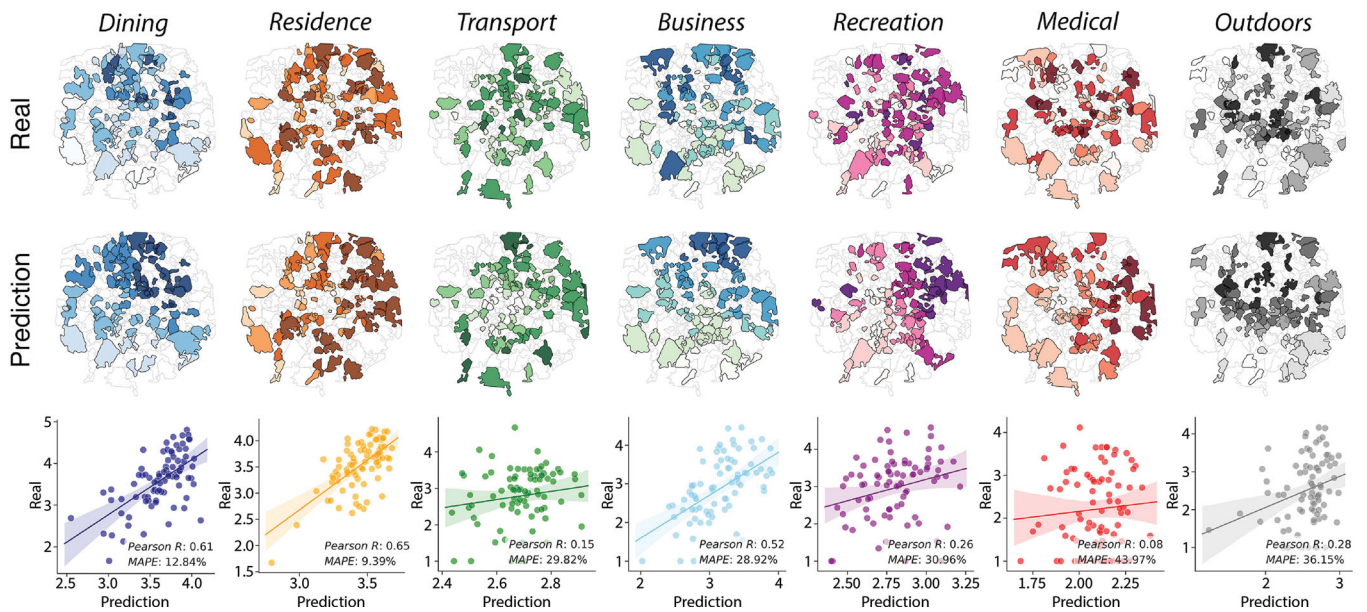 Dining Residence Transport Business Recreation Medical Outdoors
Real
Prediction
5
4
3
2
Real
Pearson R: 0.61
MAPE: 12.84%
2.5 3.0 3.5 4.0
Prediction
4.0
3.5
3.0
2.5
2.0
1.5
Real
Pearson R: 0.65
MAPE: 9.39%
3.0 3.5
Prediction
4
3
2
1
Real
Pearson R: 0.15
MAPE: 29.82%
2.4 2.6 2.8
Prediction
4
3
2
1
Real
Pearson R: 0.52
MAPE: 28.92%
2 3 4
Prediction
4
3
2
1
Real
Pearson R: 0.26
MAPE: 30.96%
2.50 2.75 3.00 3.25
Prediction
4
3
2
1
Real
Pearson R: 0.08
MAPE: 43.97%
1.75 2.00 2.25
Prediction
4
3
2
1
Real
Pearson R: 0.28
MAPE: 36.15%
2 3
Prediction